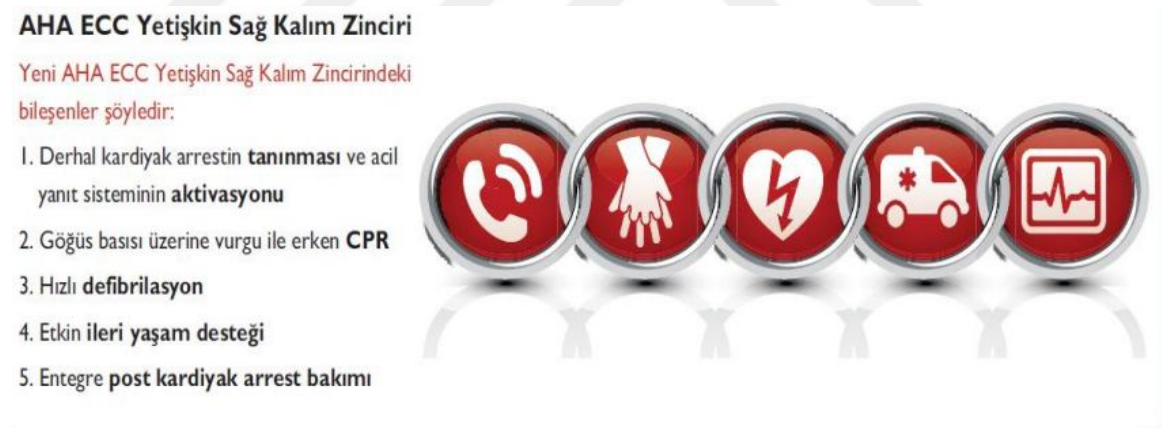 AHA ECC Yetişkin Sağ Kalım Zinciri
Yeni AHA ECC Yetişkin Sağ Kalım Zincirindeki
bileşenler şöyledir:
1. Derhal kardiyak arrestin tanınması ve acil
yanıt sisteminin aktivasyonu
2. Göğüs basısı üzerine vurgu ile erken CPR
3. Hızlı defibrilasyon
4. Etkin ileri yaşam desteği
5. Entegre post kardiyak arrest bakımı